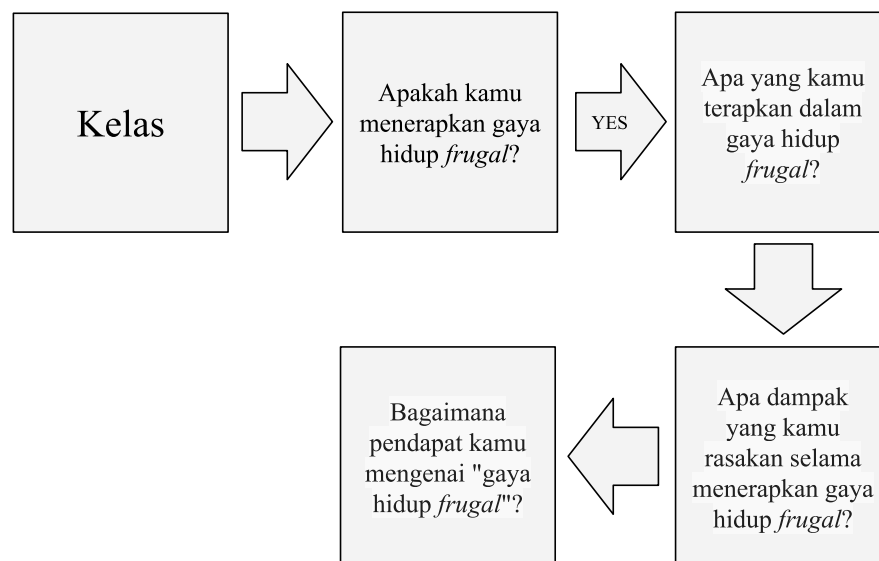 Kelas
Apakah kamu
menerapkan gaya
hidup frugal?
YES
Apa yang kamu
terapkan dalam
gaya hidup
frugal?
Apa dampak
yang kamu
rasakan selama
menerapkan gaya
hidup frugal?
Bagaimana
pendapat kamu
mengenai "gaya
hidup frugal"?